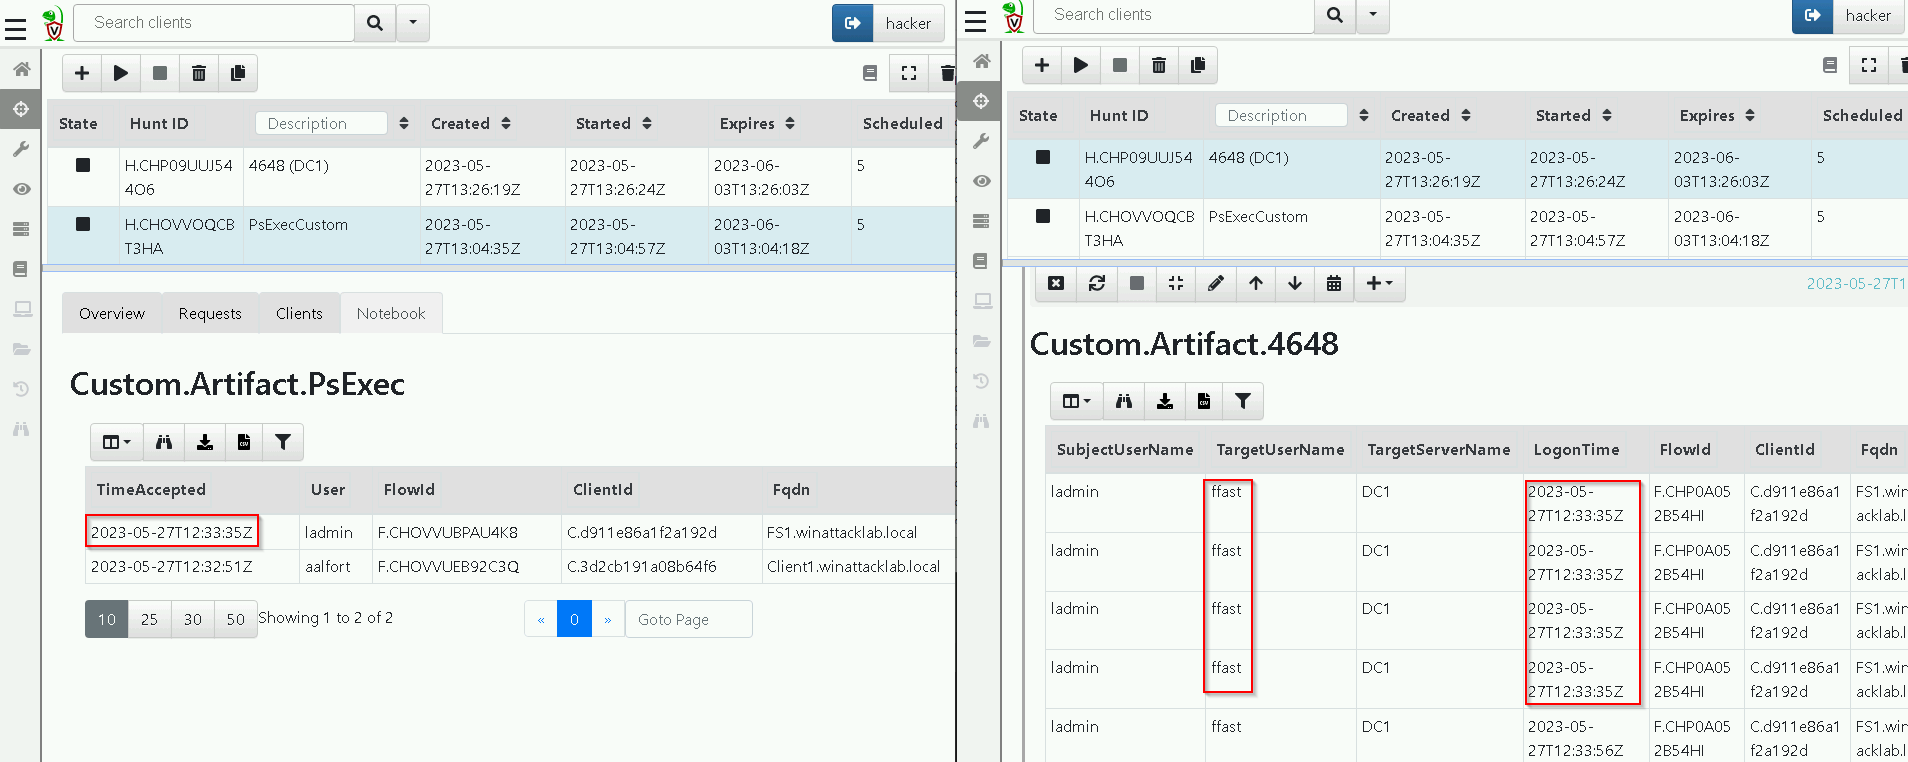 Search clients
hacker
State Hunt ID Description Created Started Expires Scheduled
H.CHP09UUJ54 4648 (DC1) 2023-05- 2023-05- 2023-06- 5
4O6 27T13:26:19Z 27T13:26:24Z 03T13:26:03Z
H.CHOVVOQCB PsExecCustom 2023-05- 2023-05- 2023-06- 5
T3HA 27T13:04:35Z 27T13:04:57Z 03T13:04:18Z
Overview Requests Clients Notebook
Custom.Artifact.PsExec
TimeAccepted User FlowId ClientId Fqdn
2023-05-27T12:33:35Z ladmin F.CHOVVUBPAU4K8 C.d911e86a1f2a192d FS1.winattacklab.local
2023-05-27T12:32:51Z aalfort F.CHOVVUEB92C3Q C.3d2cb191a08b64f6 Client1.winattacklab.local
10 25 30 50 Showing 1 to 2 of 2 « 0 » Goto Page
Search clients
hacker
State Hunt ID Description Created Started Expires Scheduled
H.CHP09UUJ54 4648 (DC1) 2023-05- 2023-05- 2023-06- 5
4O6 27T13:26:19Z 27T13:26:24Z 03T13:26:03Z
H.CHOVVOQCB PsExecCustom 2023-05- 2023-05- 2023-06- 5
T3HA 27T13:04:35Z 27T13:04:57Z 03T13:04:18Z
2023-05-27T1
Custom.Artifact.4648
SubjectUserName TargetUserName TargetServerName LogonTime FlowId ClientId Fqdn
ladmin ffast DC1 2023-05- F.CHP0A05 C.d911e86a1 FS1.win
27T12:33:35Z 2B54HI f2a192d acklab.l
ladmin ffast DC1 2023-05- F.CHP0A05 C.d911e86a1 FS1.win
27T12:33:35Z 2B54HI f2a192d acklab.l
ladmin ffast DC1 2023-05- F.CHP0A05 C.d911e86a1 FS1.win
27T12:33:35Z 2B54HI f2a192d acklab.l
ladmin ffast DC1 2023-05- F.CHP0A05 C.d911e86a1 FS1.win
27T12:33:35Z 2B54HI f2a192d acklab.l
ladmin ffast DC1 2023-05- F.CHP0A05 C.d911e86a1 FS1.win
27T12:33:56Z 2B54HI f2a192d acklab.l